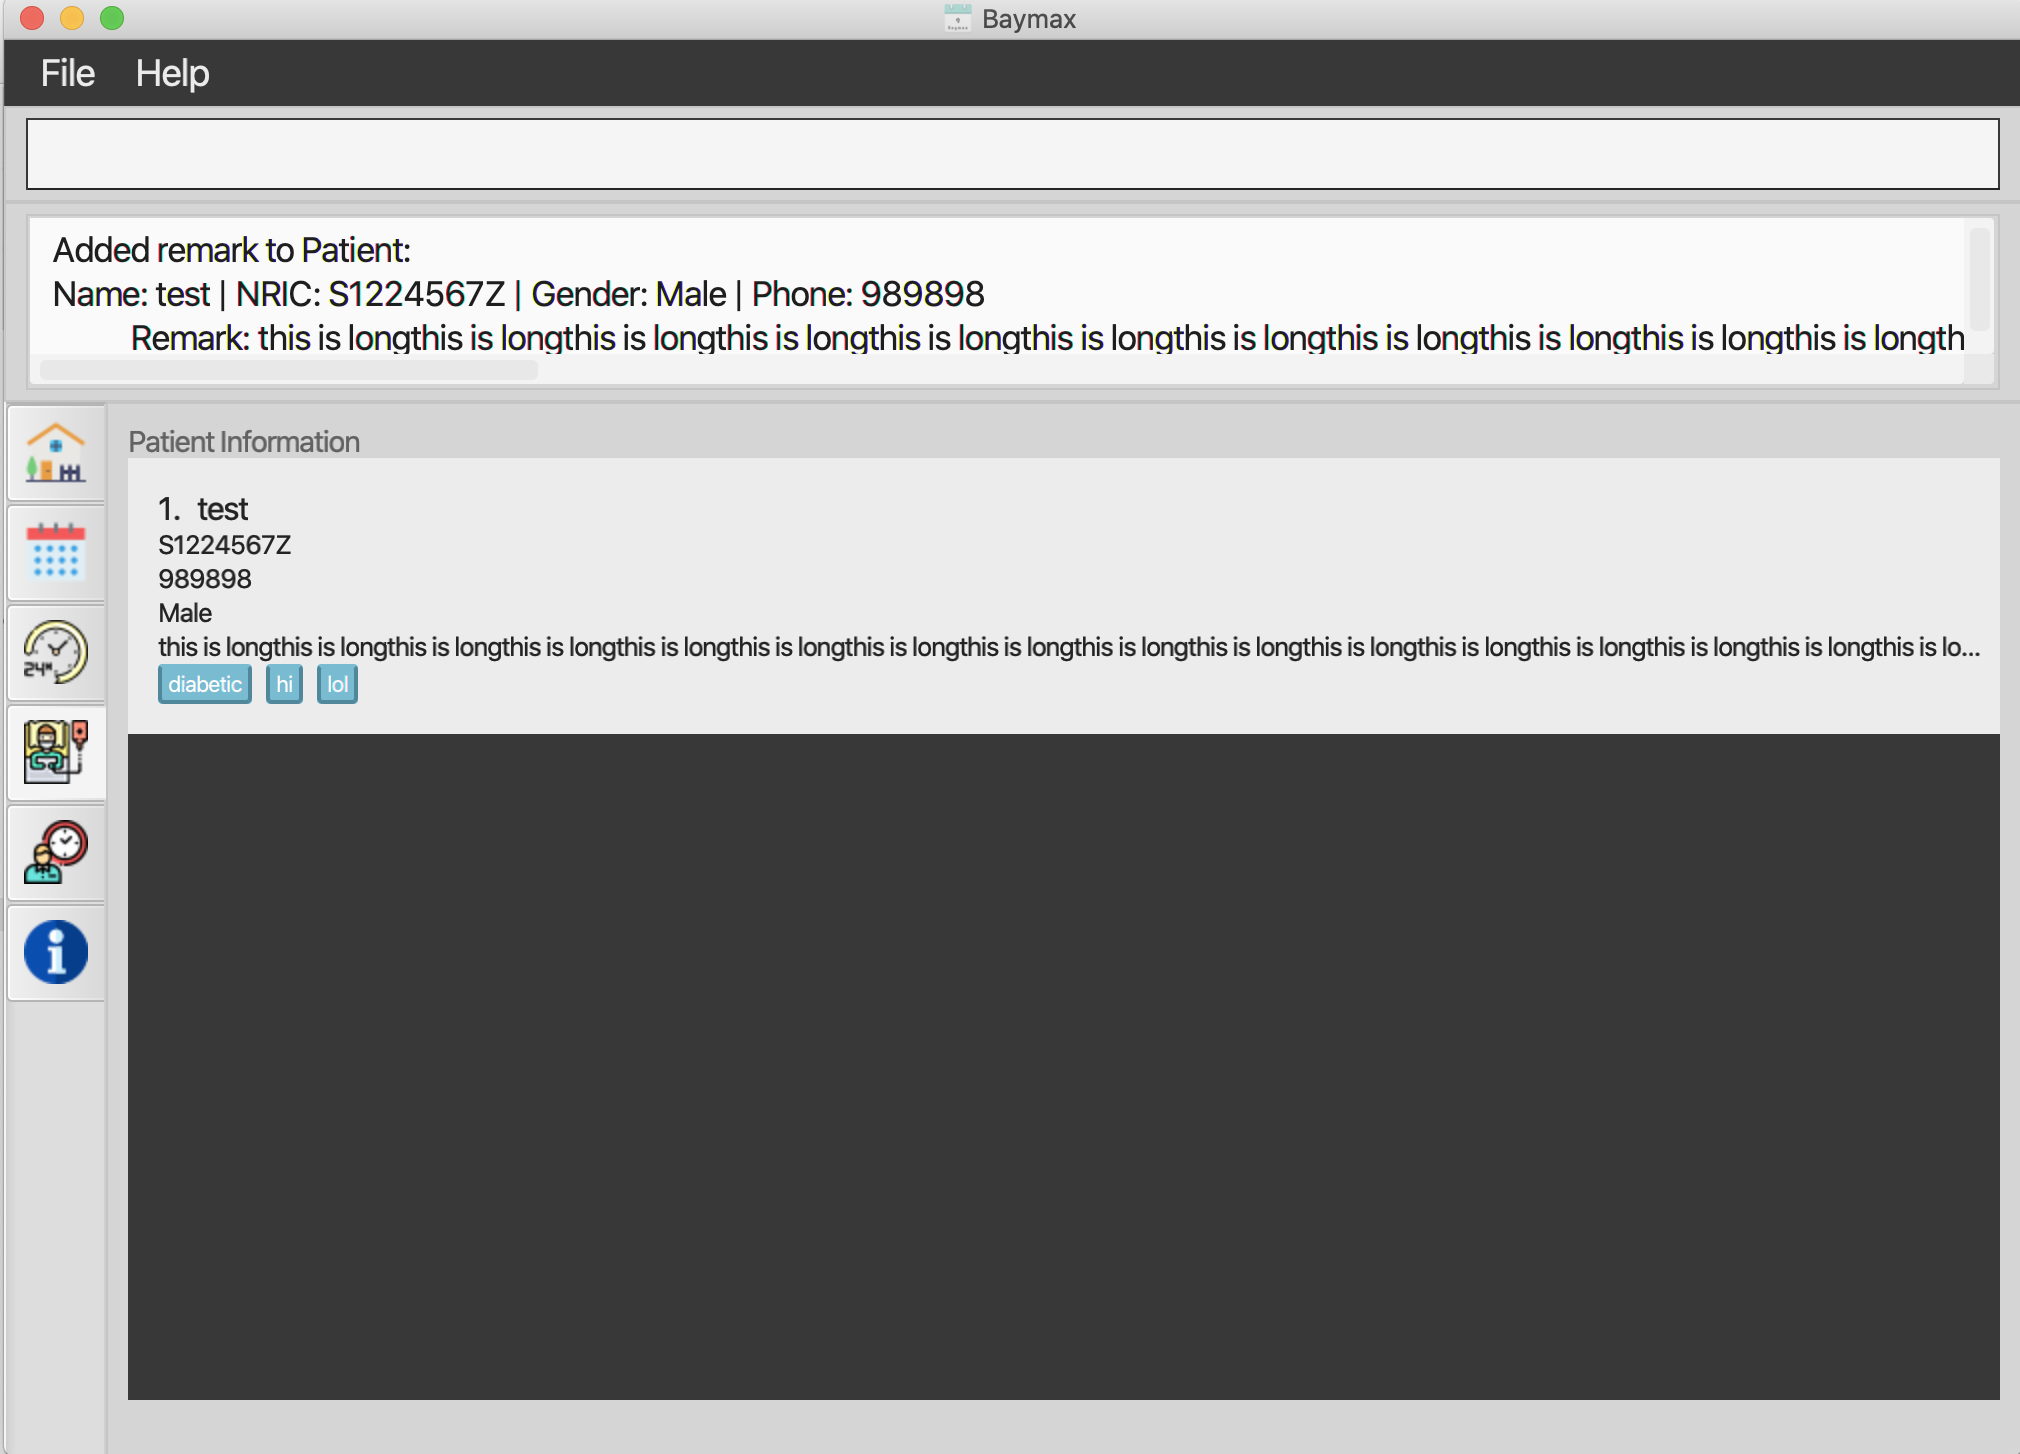 Baymax
File Help
Added remark to Patient:
Name: test | NRIC: S1224567Z | Gender: Male | Phone: 989898
Remark: this is longthis is longthis is longthis is longthis is longthis is longthis is longthis is longthis is longthis is longthis is longth
Patient Information
1. test
S1224567Z
989898
Male
this is longthis is longthis is longthis is longthis is longthis is longthis is longthis is longthis is longthis is longthis is longthis is longthis is longthis is longthis is longthis is lo...
diabetic hi lol
24H